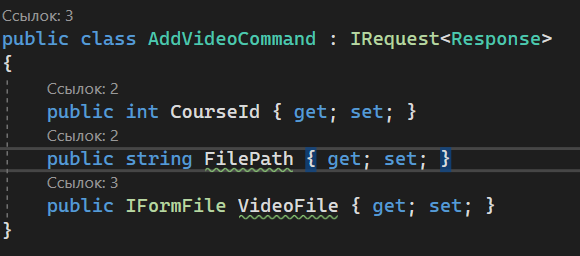 Ссылок: 3
public class AddVideoCommand : IRequest<Response>
{
Ссылок: 2
public int CourseId { get; set; }
Ссылок: 2
public string FilePath { get; set; }
Ссылок: 3
public IFormFile VideoFile { get; set; }
}